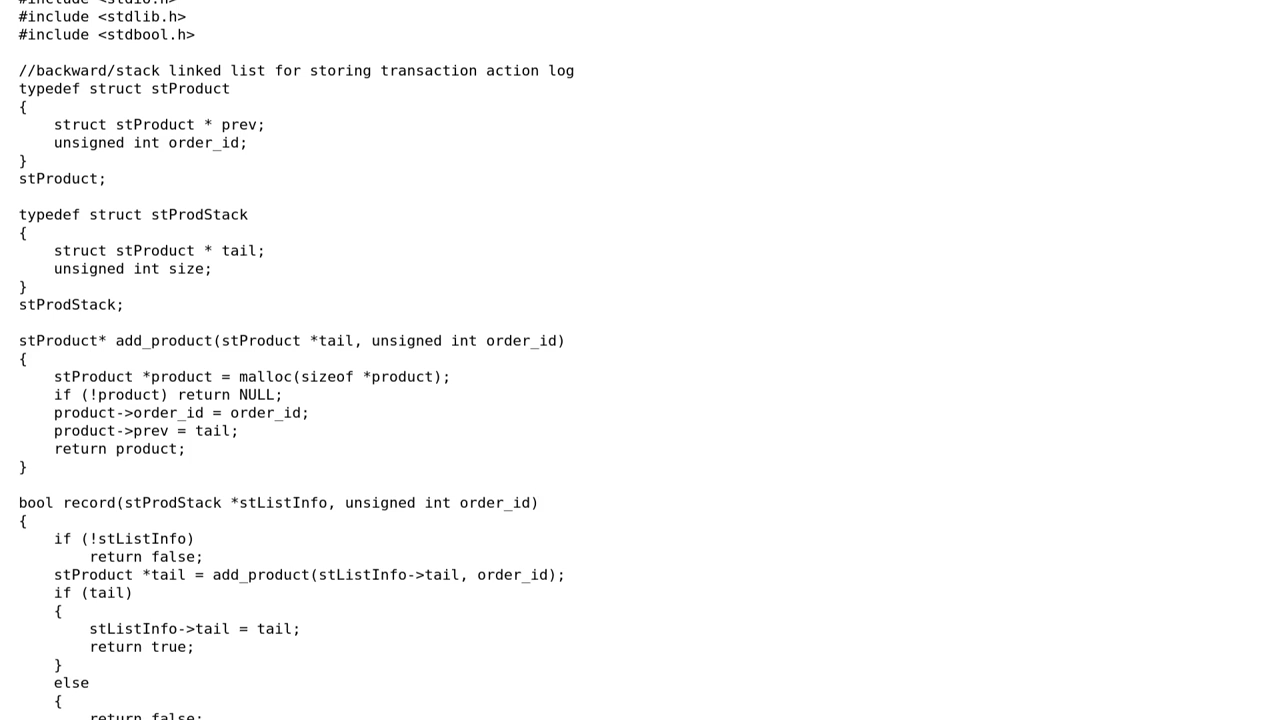 #include <stdio.h>
#include <stdlib.h>
#include <stdbool.h>

//backward/stack linked list for storing transaction action log
typedef struct stProduct
{
    struct stProduct * prev;
    unsigned int order_id;
}
stProduct;

typedef struct stProdStack
{
    struct stProduct * tail;
    unsigned int size;
}
stProdStack;

stProduct* add_product(stProduct *tail, unsigned int order_id)
{
    stProduct *product = malloc(sizeof *product);
    if (!product) return NULL;
    product->order_id = order_id;
    product->prev = tail;
    return product;
}

bool record(stProdStack *stListInfo, unsigned int order_id)
{
    if (!stListInfo)
        return false;
    stProduct *tail = add_product(stListInfo->tail, order_id);
    if (tail)
    {
        stListInfo->tail = tail;
        return true;
    }
    else
    {
        return false;